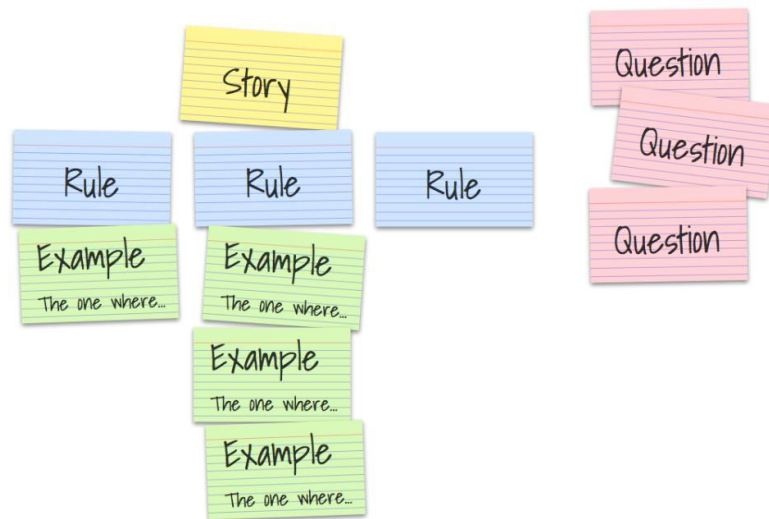 Story
Rule
Rule
Rule
Example
The one where...
Example
The one where...
Example
The one where...
Example
The one where...
Question
Question
Question